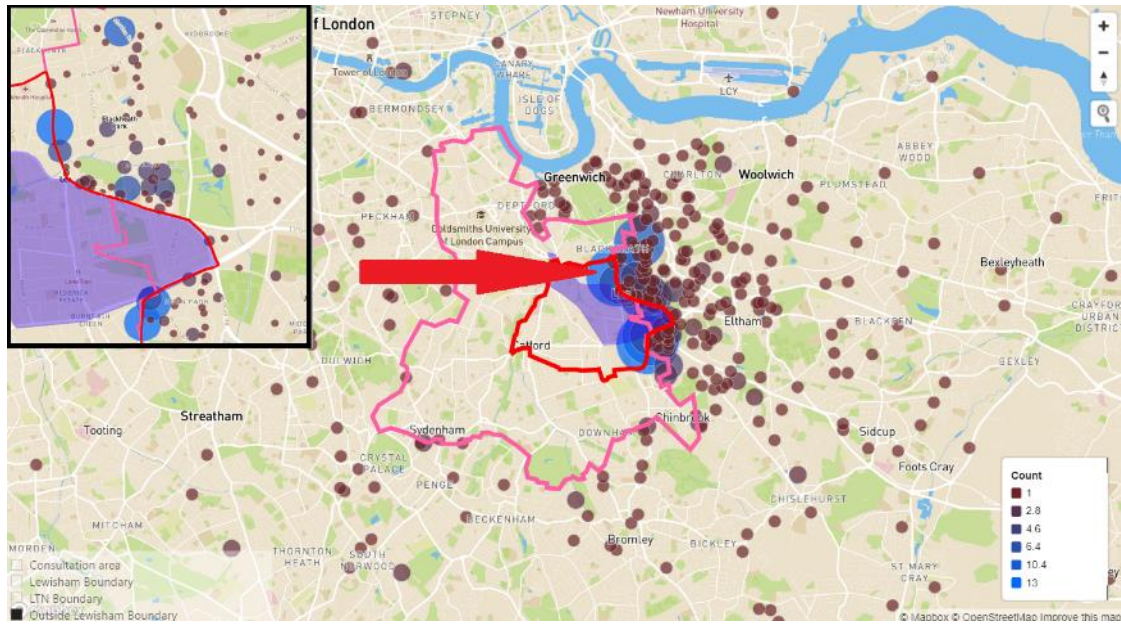 f London
STEPNEY
Newham University
Hospital
CANARY
WHARF
Tower of London
LCY
ISLE OF
DOGS
BERMONDSEY
ABBEY
WOOD
Greenwich
CHARLTON
Woolwich
PLUMSTEAD
PECKHAM
DEPTFORD
Goldsmiths University
of London Campus
Bexleyheath
CRAYFORD
URBAN
DISTRICT
Eltham
BLACKFEN
Catford
BEXLEY
DULWICH
Streatham
Chinbrook
Tooting
Sydenham
DOWNHAM
Sidcup
CRYSTAL
PALACE
Foots Cray
PENGE
CHISLEHURST
MITCHAM
BECKENHAM
Bromley
BICKLEY
MORDEN
THORNTON
HEATH
SOUTH
NORWOOD
ST MARY
CRAY
Count
1
2.8
4.6
6.4
10.4
13
Consultation area
Lewisham Boundary
LTN Boundary
Outside Lewisham Boundary
© Mapbox © OpenStreetMap Improve this map